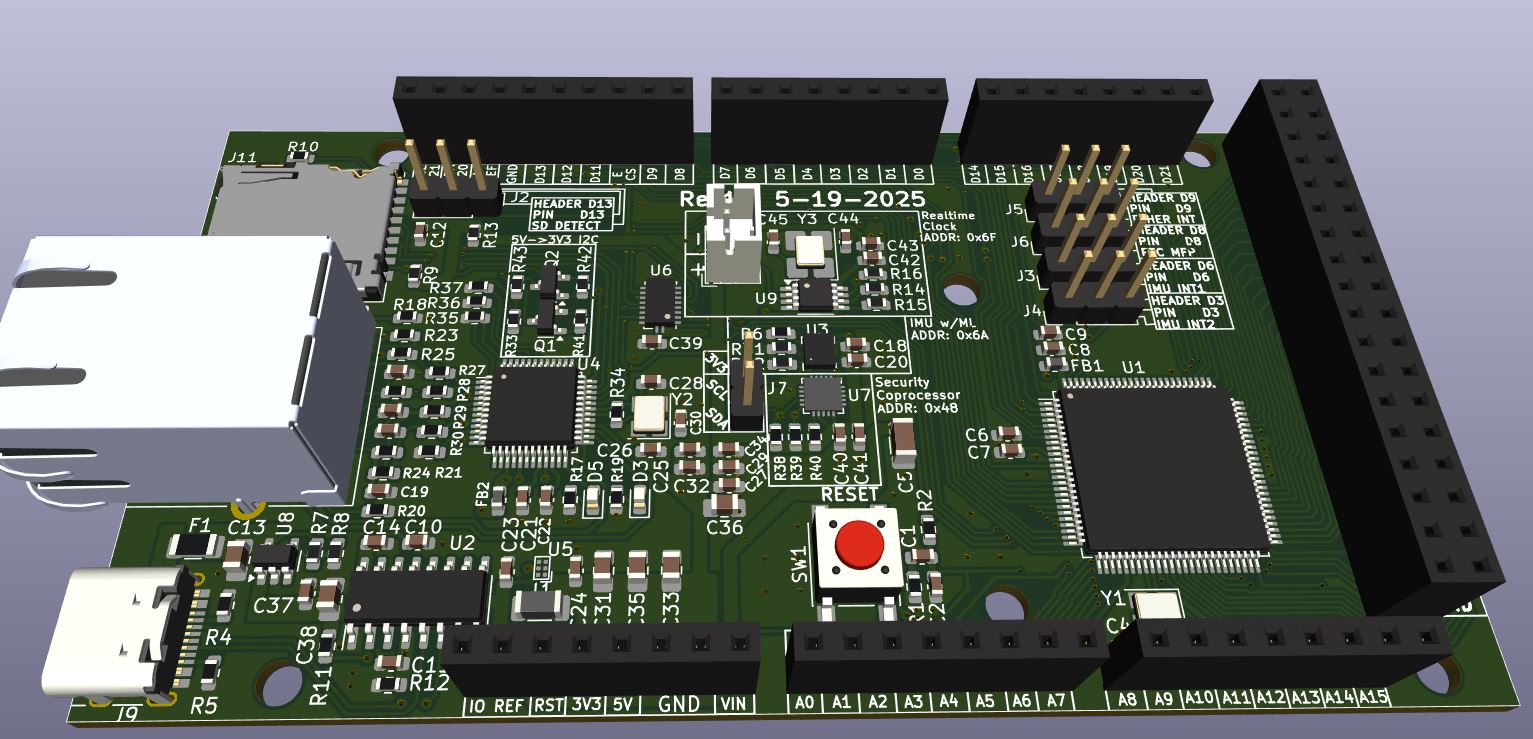 J11
R10
GND
D13
D12
D11
E
CS
D9
D8
D7
D6
D5
D4
D3
D2
D1
D0
D14
D15
D16
D20
D21
J2
HEADER D13
PIN D13
SD DETECT
5-19-2025
C12
R13
R9
5V->3V3 I2C
R43
Q2
R42
R33
Q1
R41
U6
C39
C45 Y3 C44
C43
C42
R16
R14
R15
U9
+
Realtime
Clock
ADDR: 0x6F
IMU w/ML
ADDR: 0x6A
U3
C18
C20
3V3
SCL
SDA
J7
U7
Security
Coprocessor
ADDR: 0x48
R38
R39
R40
C40
C41
J5
J6
J3
J4
HEADER D9
PIN D9
HEADER D8
PIN D8
HEADER D6
PIN D6
IMU INT1
HEADER D3
PIN D3
IMU INT2
C9
C8
FB1
U1
C6
C7
R37
R36
R35
R18
R23
R25
R27
R28
R29
R30
R24 R21
C19
R20
C14
C10
U4
R34
C28
Y2
C30
C26
C25
C32
C36
FB2
C23
C21
C22
R17
D5
R19
D3
C5
RESET
SW1
R2
C1
F1
C13
U8
R7
R8
C37
C38
R4
R5
J9
R11
R12
U2
U5
C24
C31
C35
C33
Y1
IO REF
RST
3V3
5V
GND
VIN
A0
A1
A2
A3
A4
A5
A6
A7
A8
A9
A10
A11
A12
A13
A14
A15